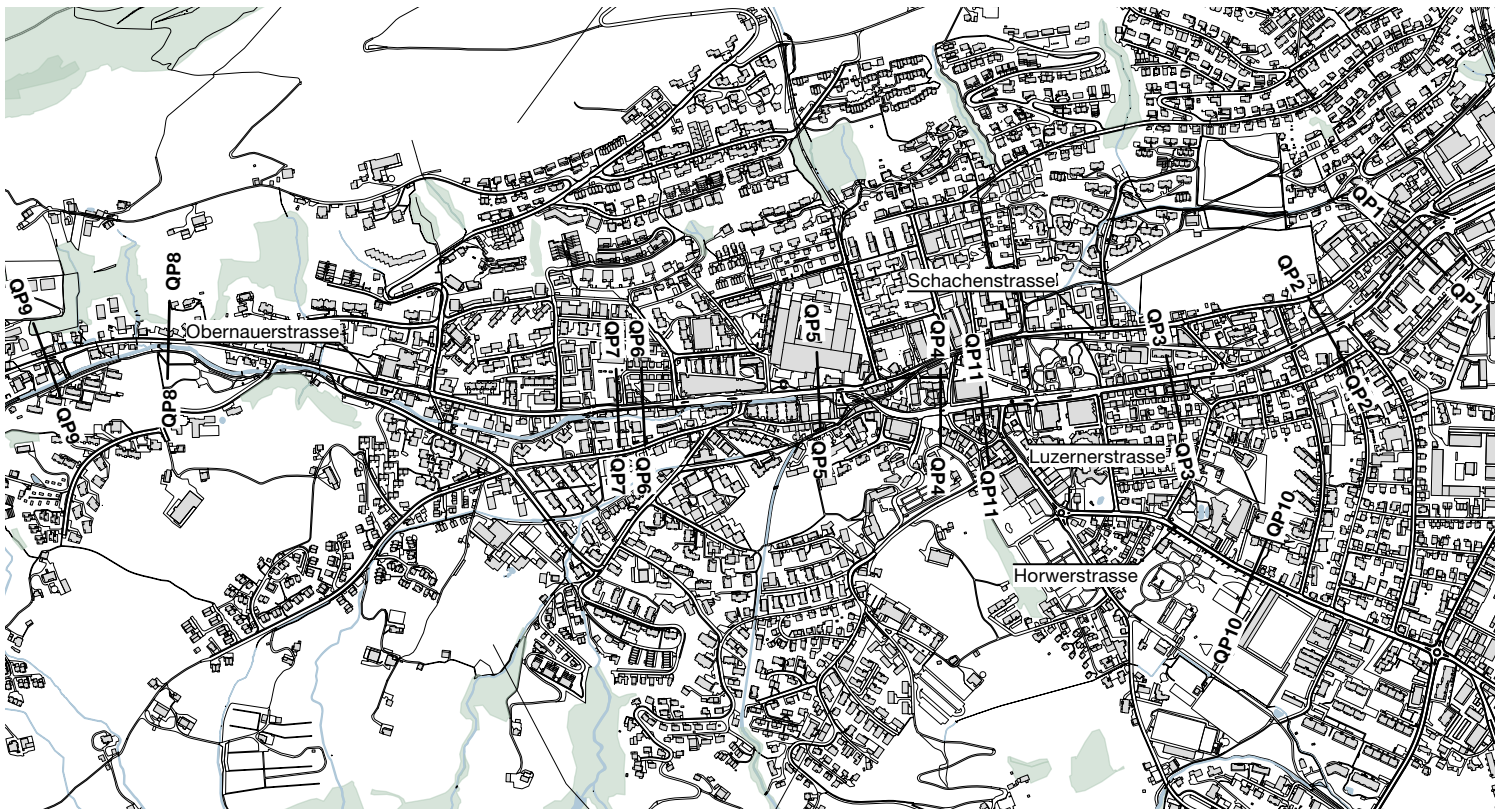 QP1
QP8
QP2
Schachenstrasse
QP9
QP1
Obernauerstrasse
QP7
QP6
QP5
QP4
QP11
QP3
QP2
QP8
QP9
Luzernerstrasse
QP7
QP6
QP5
QP4
QP11
QP3
QP10
Horwerstrasse
QP10